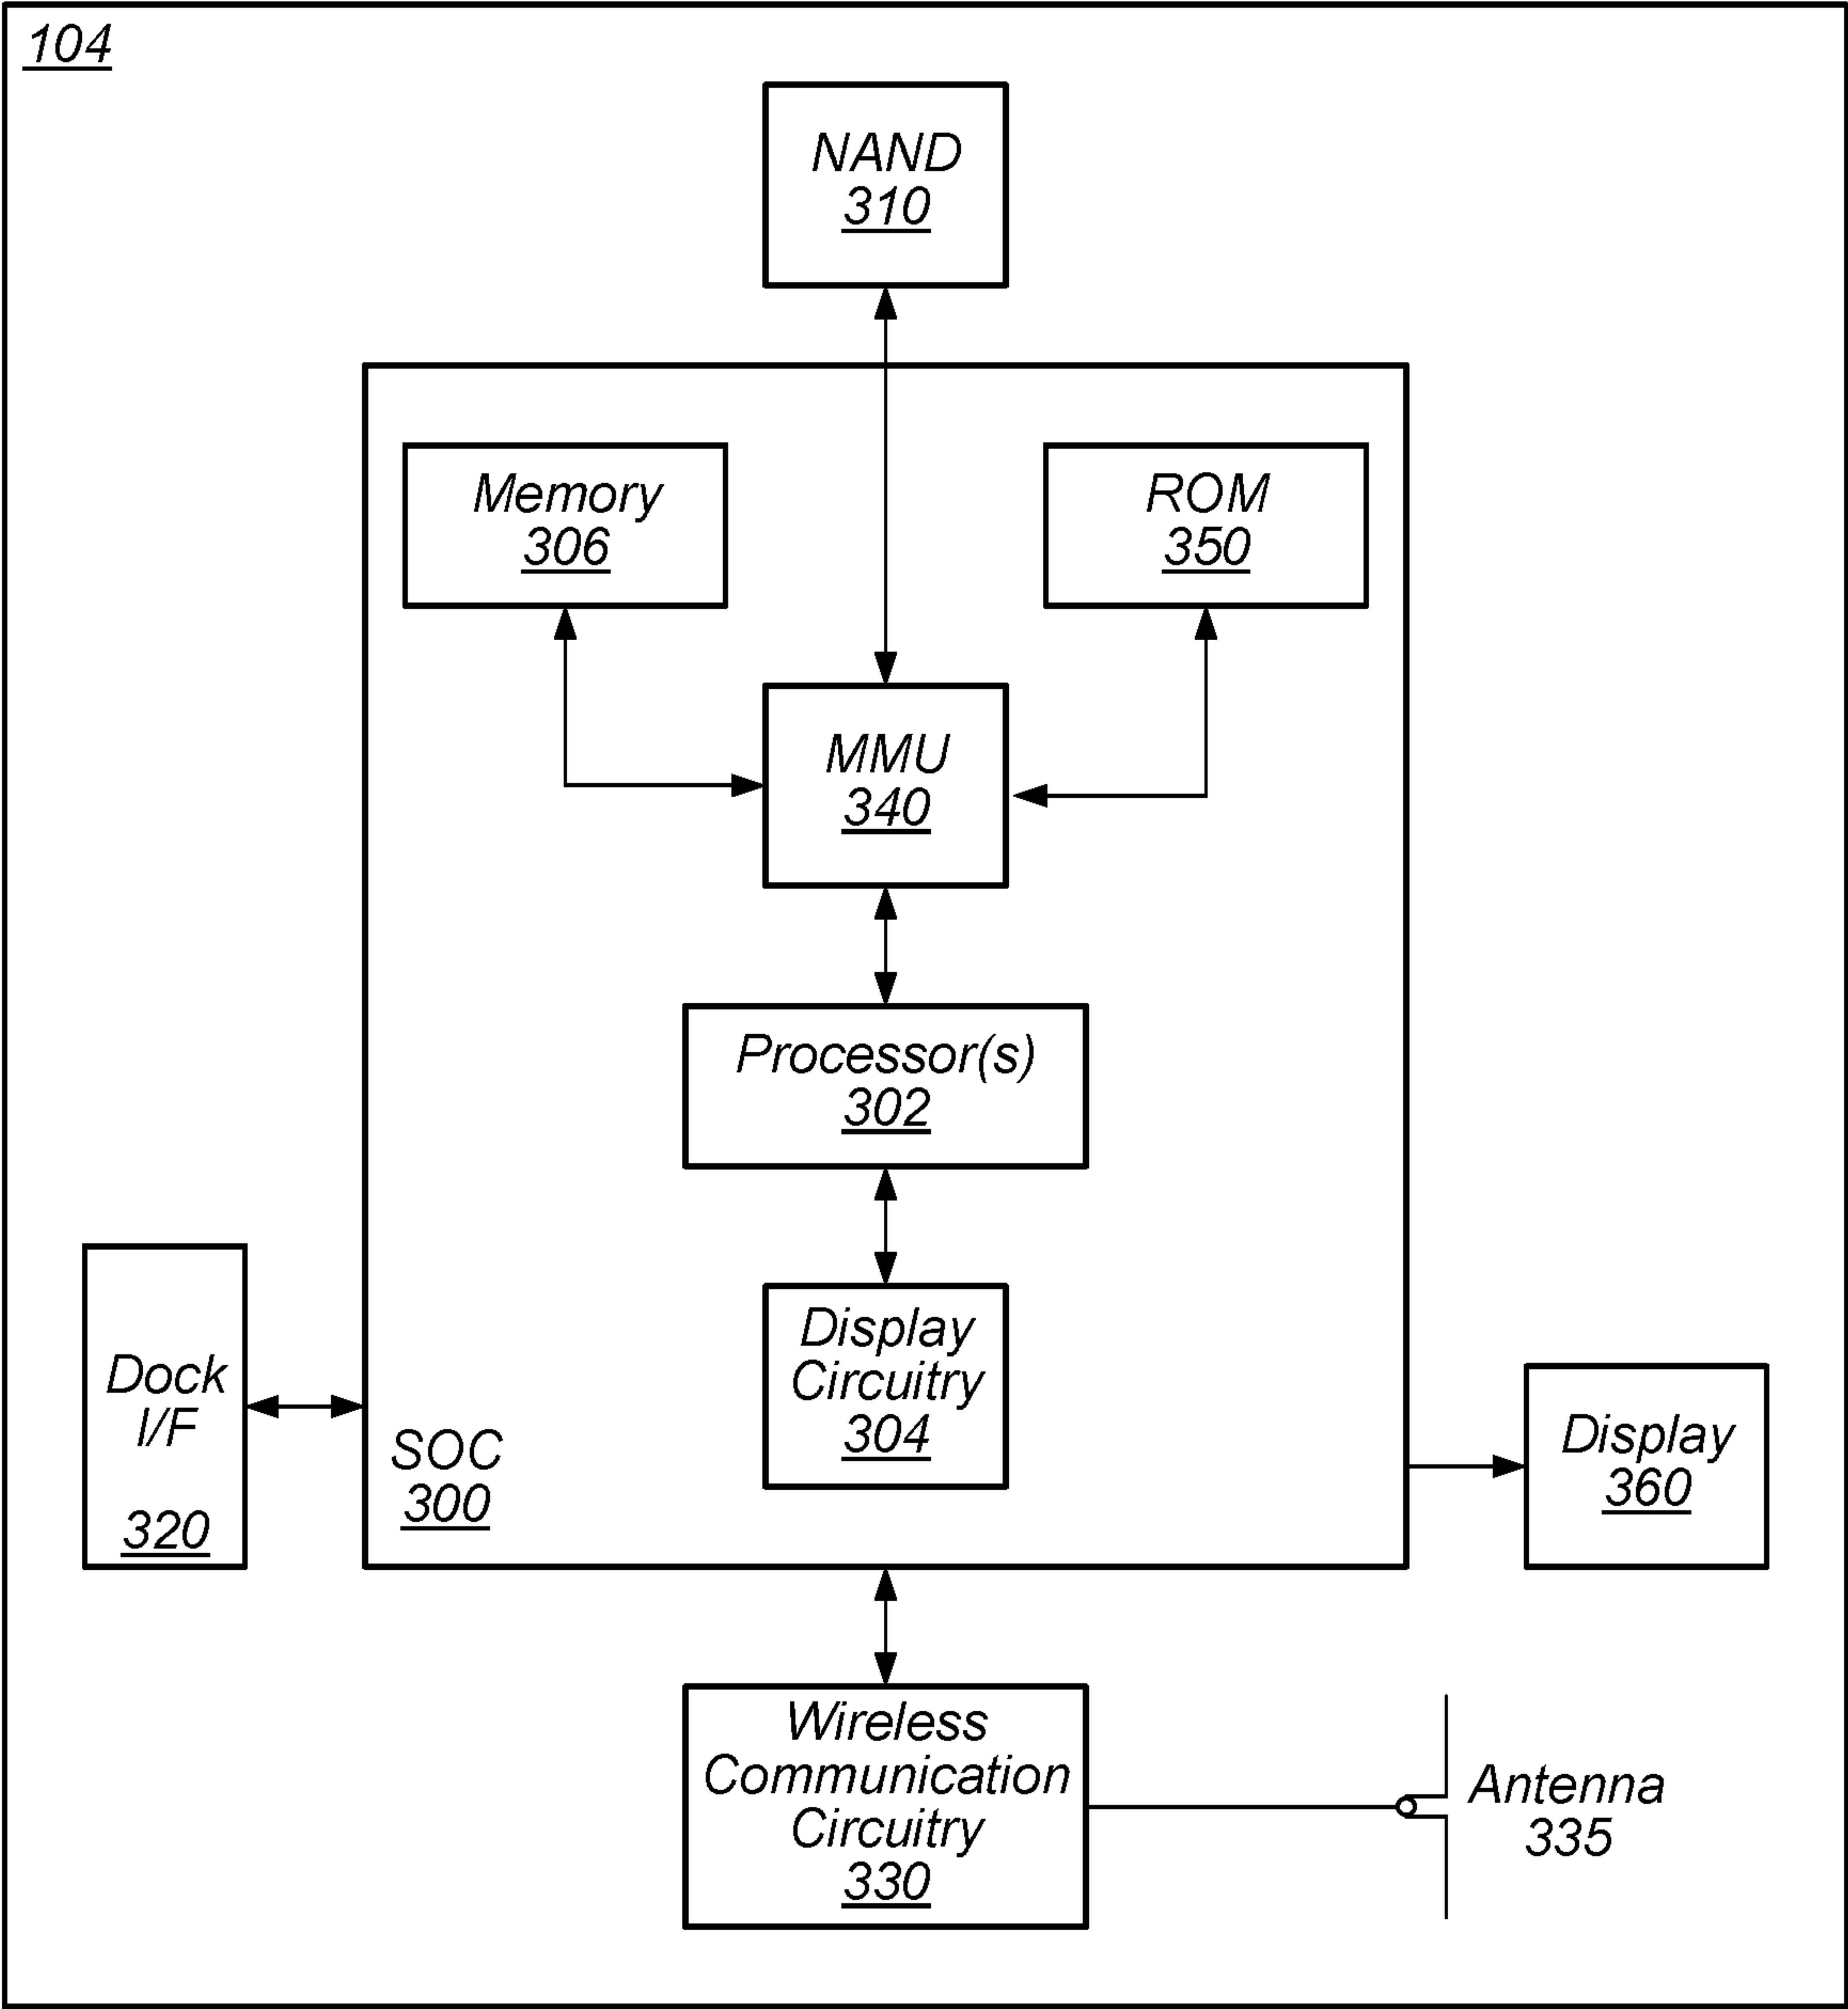 104
NAND
310
Memory
306
ROM
350
MMU
340
Processor(s)
302
Display
Circuitry
304
Dock
I/F
320
SOC
300
Display
360
Wireless
Communication
Circuitry
330
Antenna
335